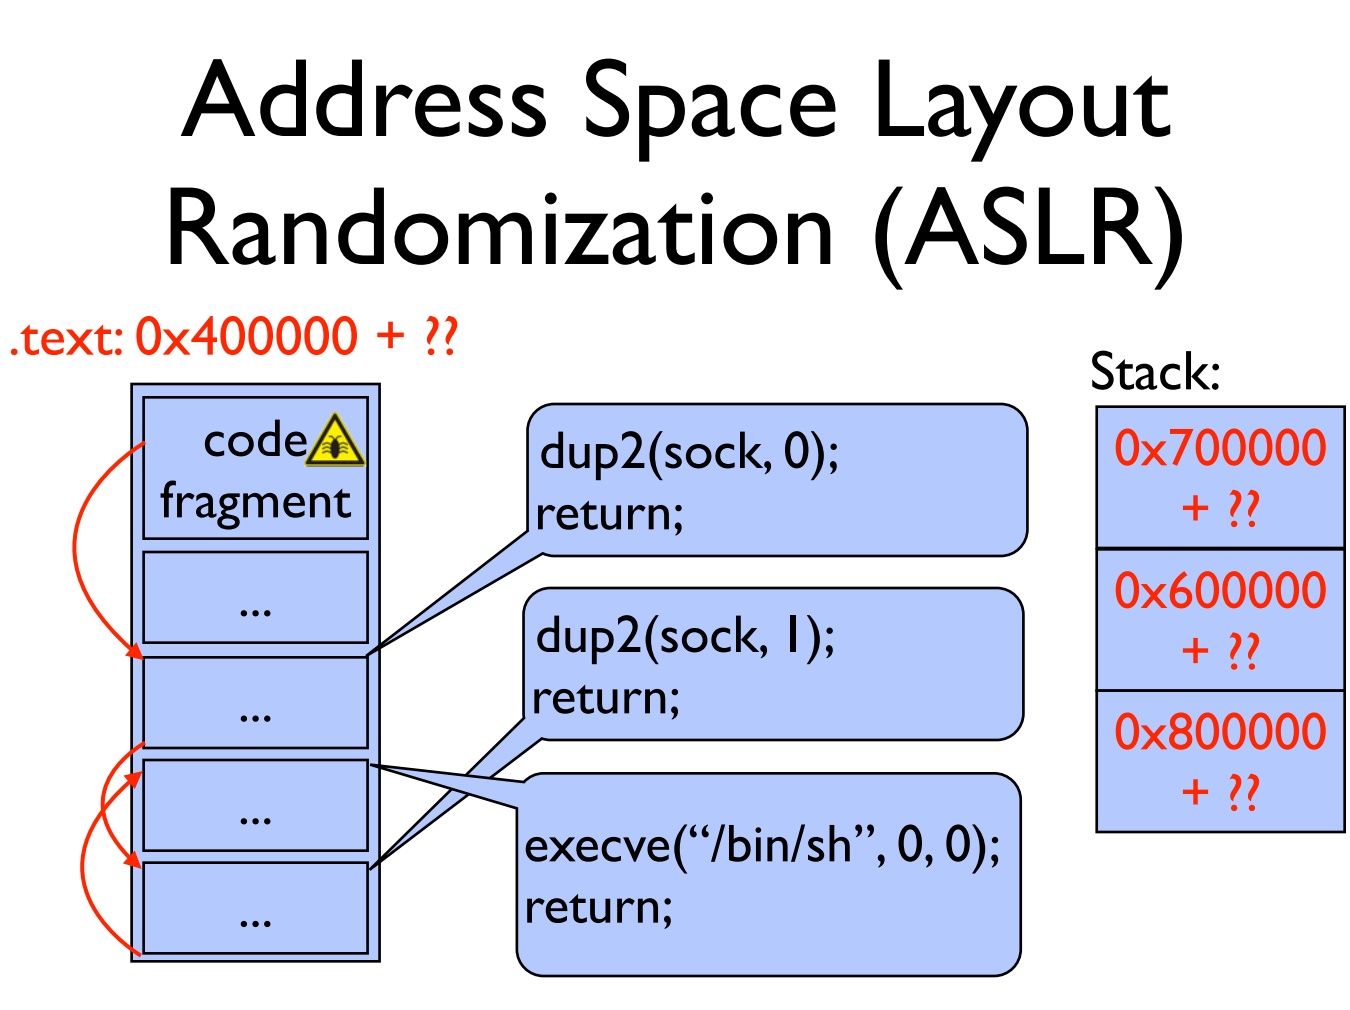 Address Space Layout
Randomization (ASLR)
.text: 0x400000 + ??
code
fragment
...
...
...
...
dup2(sock, 0);
return;
dup2(sock, 1);
return;
execve(“/bin/sh”, 0, 0);
return;
Stack:
0x700000
+ ??
0x600000
+ ??
0x800000
+ ??